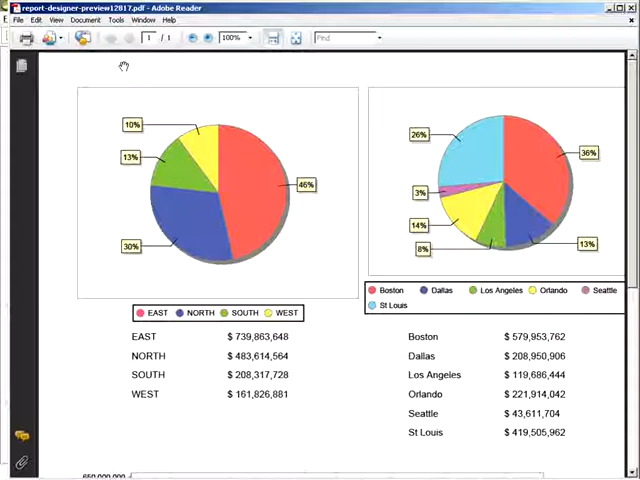 report-designer-preview12817.pdf - Adobe Reader
File Edit View Document Tools Window Help
1 / 1 100% Find
10%
13%
46%
30%
26%
36%
3%
14%
8%
13%
EAST NORTH SOUTH WEST
Boston Dallas Los Angeles Orlando Seattle
St Louis
EAST $ 739,863,648
NORTH $ 483,614,564
SOUTH $ 208,317,728
WEST $ 161,826,881
Boston $ 579,953,762
Dallas $ 208,950,906
Los Angeles $ 119,686,444
Orlando $ 221,914,042
Seattle $ 43,611,704
St Louis $ 419,505,962